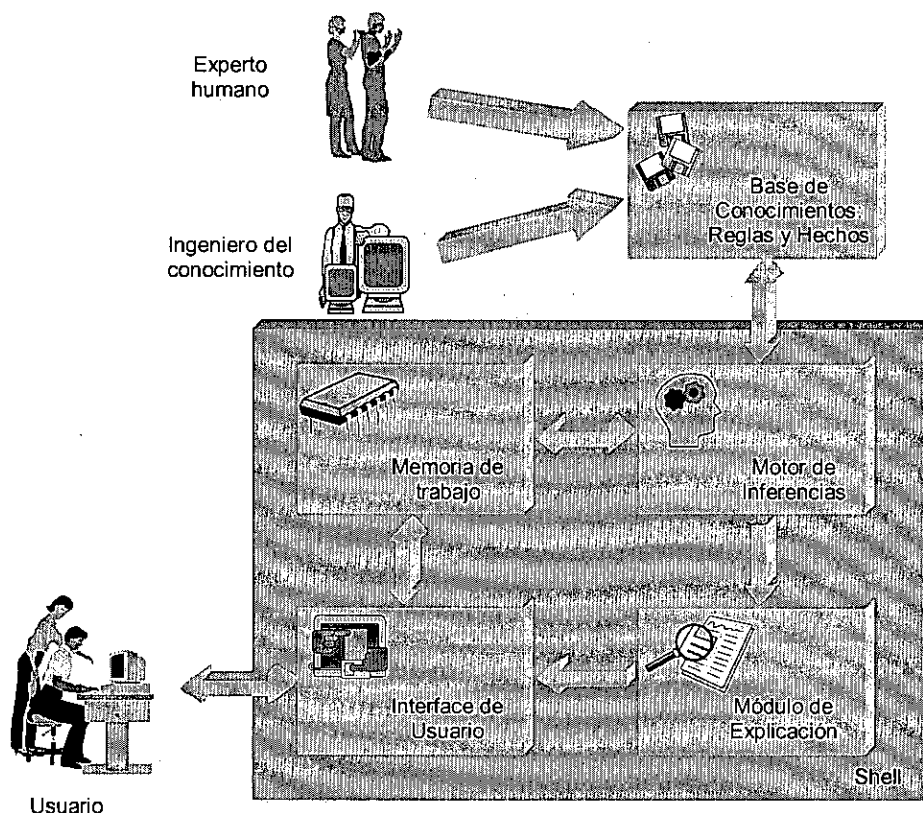 Experto
humano
Ingeniero del
conocimiento
Base de
Conocimientos:
Reglas y Hechos
Memoria de
trabajo
Motor de
Inferencias
Interface de
Usuario
Módulo de
Explicación
Shell
Usuario